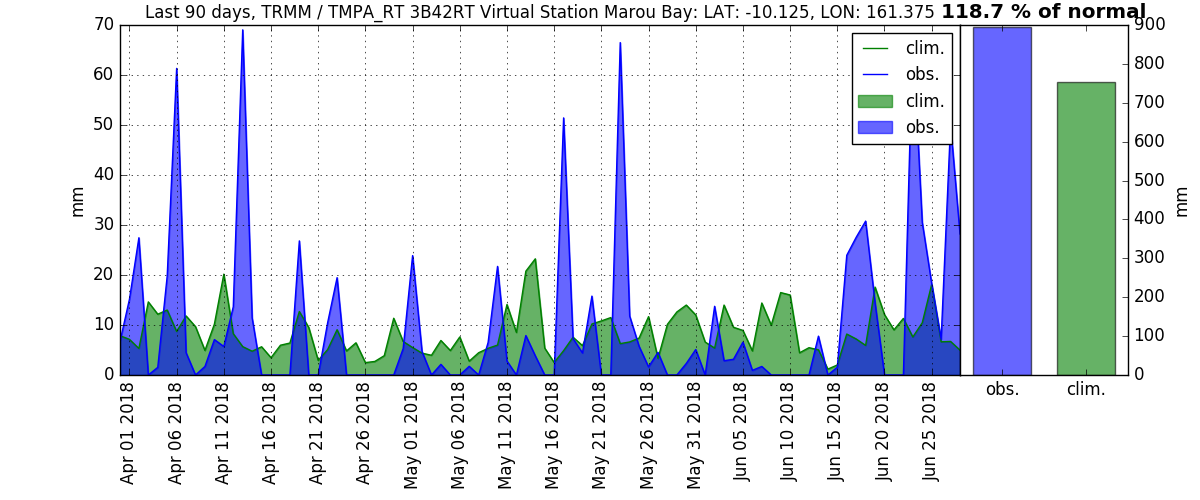 Last 90 days, TRMM / TMPA_RT 3B42RT Virtual Station Marou Bay: LAT: -10.125, LON: 161.375 118.7 % of normal
70
60
50
40
30
20
10
0
mm
clim.
obs.
clim.
obs.
900
800
700
600
500
400
300
200
100
0
mm
Apr 01 2018
Apr 06 2018
Apr 11 2018
Apr 16 2018
Apr 21 2018
Apr 26 2018
May 01 2018
May 06 2018
May 11 2018
May 16 2018
May 21 2018
May 26 2018
May 31 2018
Jun 05 2018
Jun 10 2018
Jun 15 2018
Jun 20 2018
Jun 25 2018
obs.
clim.